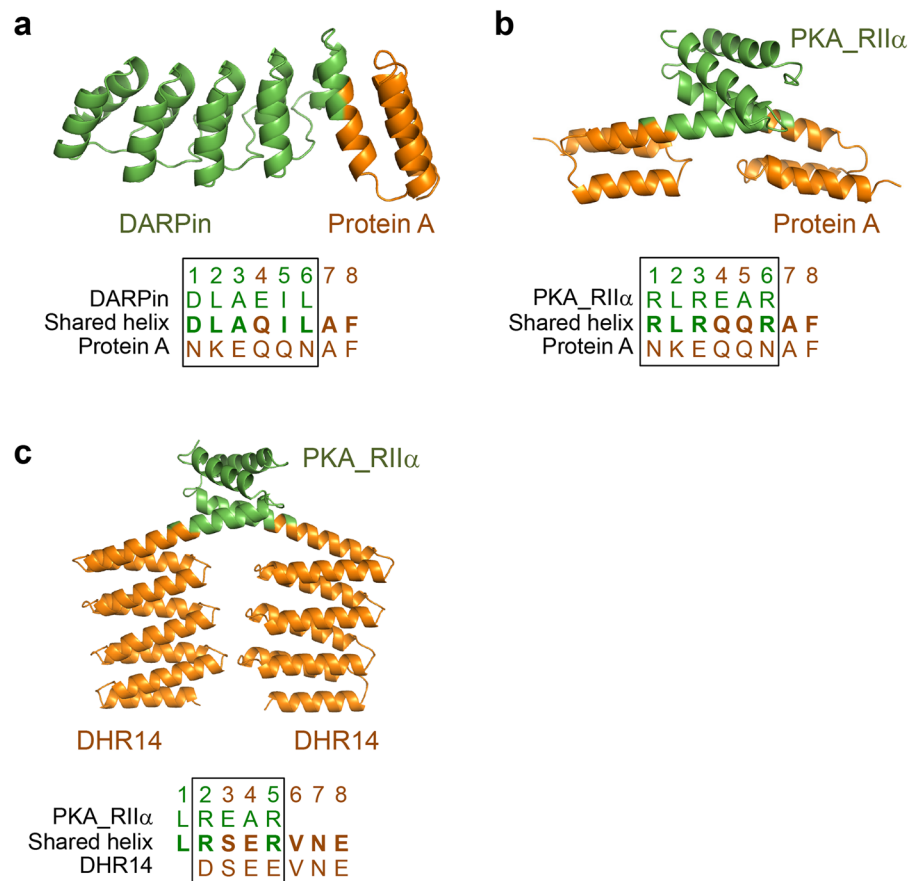 a
DARPin
Protein A
1 2 3 4 5 6 7 8
DARPin D L A E I L
Shared helix D L A Q I L A F
Protein A N K E Q Q N A F
b
PKA_RIIα
Protein A
1 2 3 4 5 6 7 8
PKA_RIIα R L R E A R
Shared helix R L R Q Q R A F
Protein A N K E Q Q N A F
c
PKA_RIIα
DHR14 DHR14
1 2 3 4 5 6 7 8
PKA_RIIα L R E A R
Shared helix L R S E R V N E
DHR14 D S E E V N E